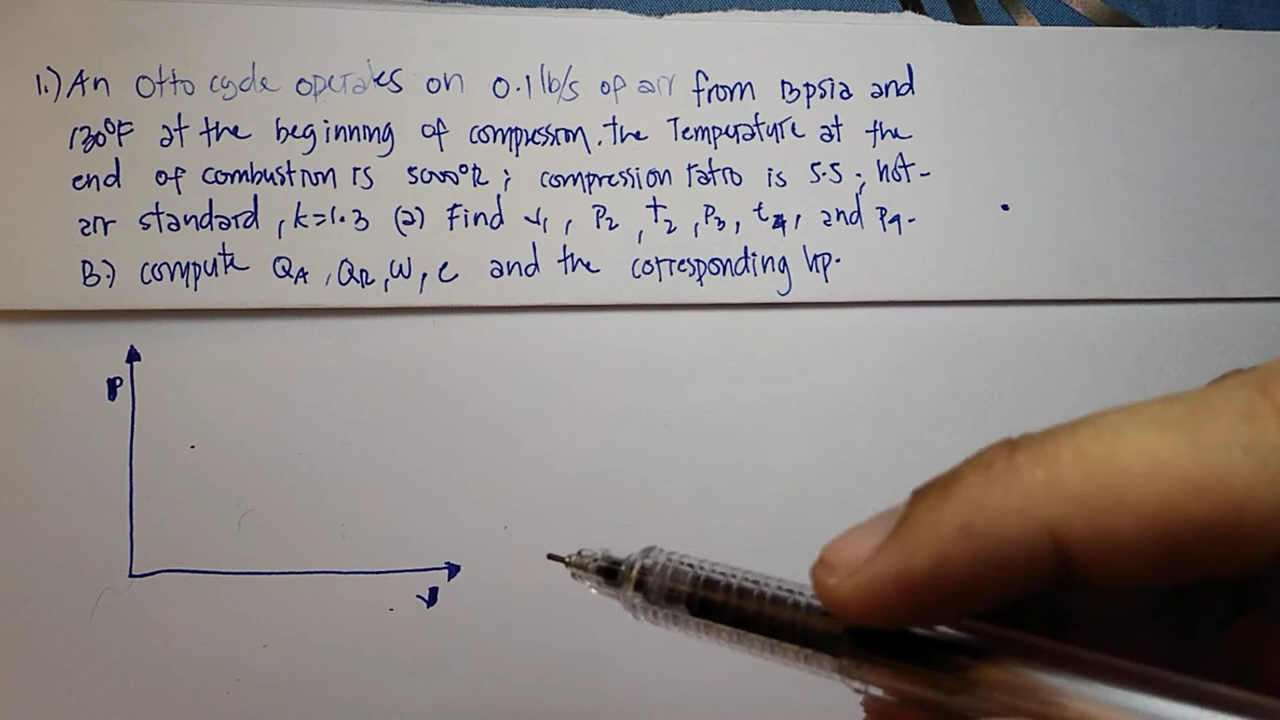 1.) An Otto cycle operates on 0.1 lb/s of air from 13psia and
130°F at the beginning of compression. the Temperature at the
end of combustion is 5000°R; compression ratio is 5.5; hot-
air standard, k=1.3 (a) Find V1, P2, t2, P3, t4, and P4.
B.) compute QA, QR, W, e and the corresponding hp.
P
V